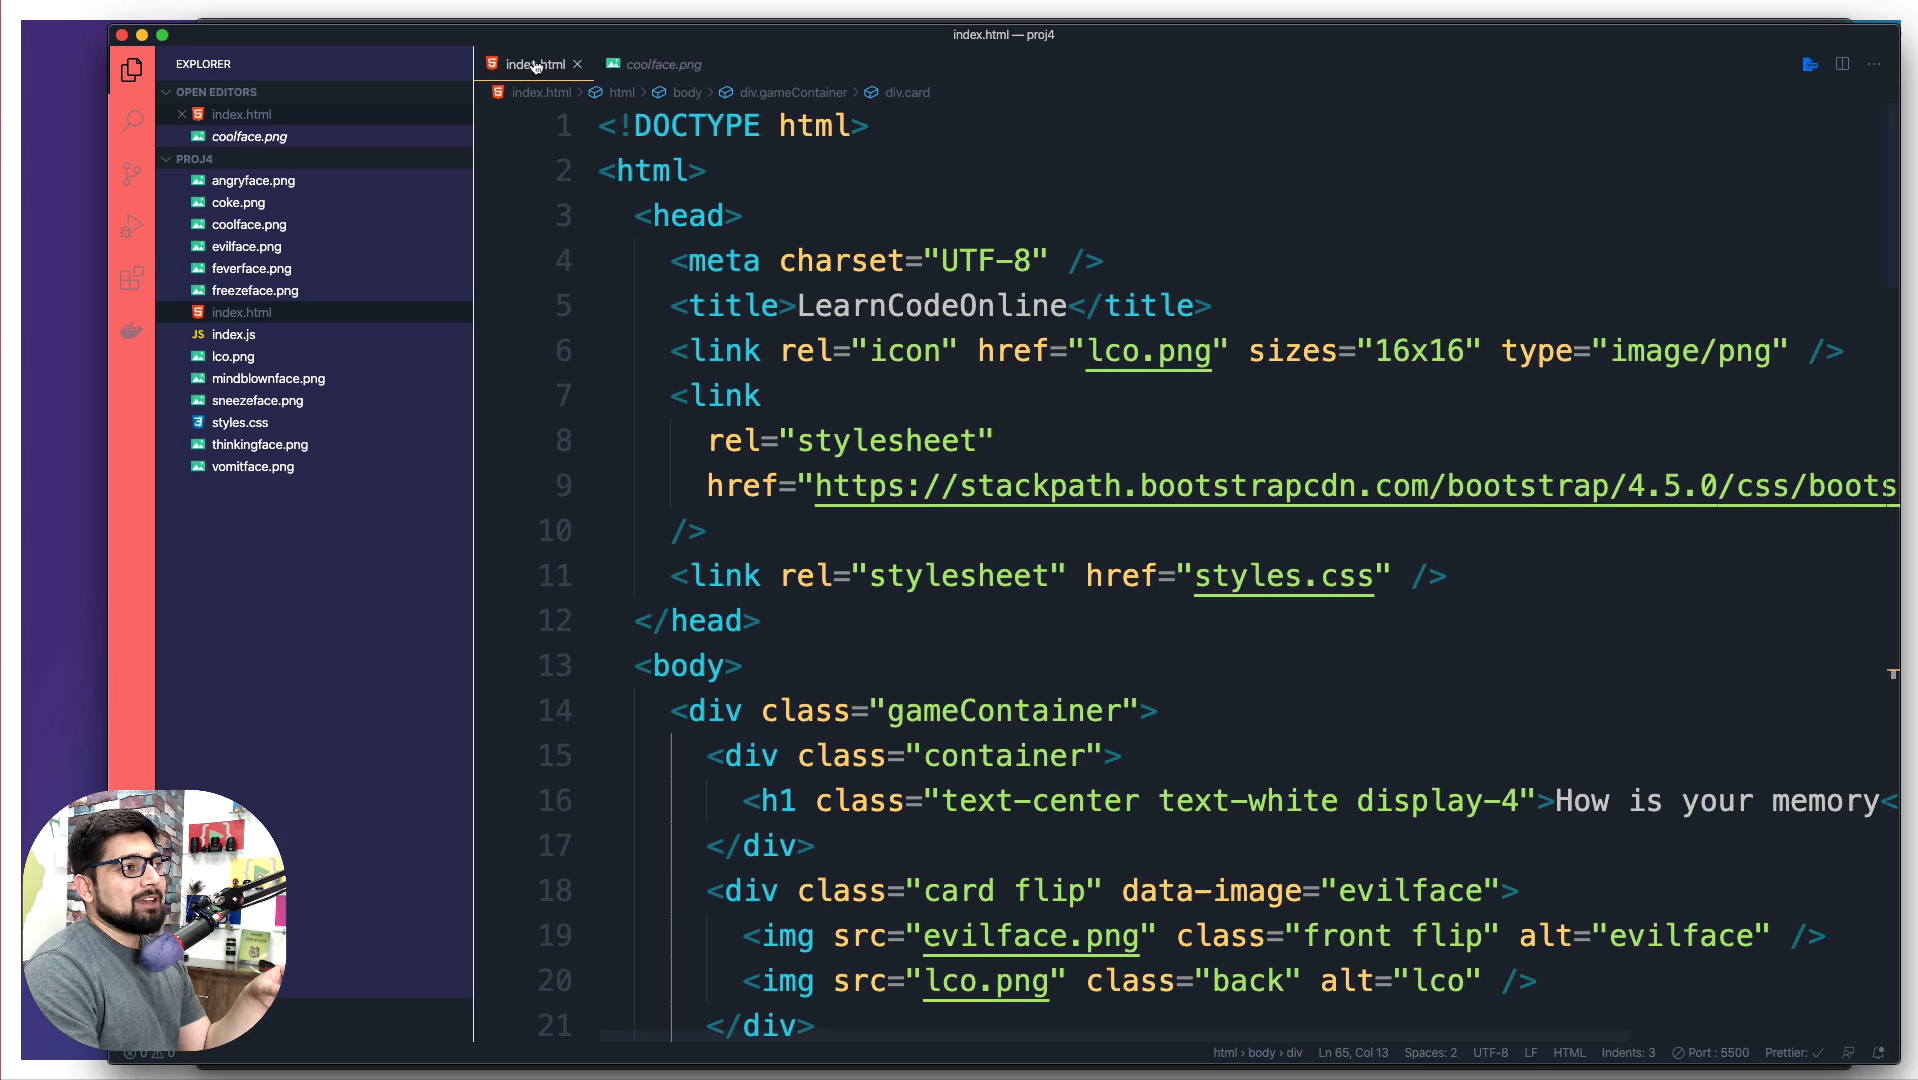 index.html — proj4
EXPLORER
OPEN EDITORS
index.html
coolface.png
PROJ4
angryface.png
coke.png
coolface.png
evilface.png
feverface.png
freezeface.png
index.html
JS index.js
lco.png
mindblownface.png
sneezeface.png
styles.css
thinkingface.png
vomitface.png
index.html coolface.png
index.html > html > body > div.gameContainer > div.card
1 <!DOCTYPE html>
2 <html>
3 <head>
4 <meta charset="UTF-8" />
5 <title>LearnCodeOnline</title>
6 <link rel="icon" href="lco.png" sizes="16x16" type="image/png" />
7 <link
8 rel="stylesheet"
9 href="https://stackpath.bootstrapcdn.com/bootstrap/4.5.0/css/boots
10 />
11 <link rel="stylesheet" href="styles.css" />
12 </head>
13 <body>
14 <div class="gameContainer">
15 <div class="container">
16 <h1 class="text-center text-white display-4">How is your memory<
17 </div>
18 <div class="card flip" data-image="evilface">
19 <img src="evilface.png" class="front flip" alt="evilface" />
20 <img src="lco.png" class="back" alt="lco" />
21 </div>
0 0 html > body > div Ln 65, Col 13 Spaces: 2 UTF-8 LF HTML Indents: 3 Port : 5500 Prettier: ✓